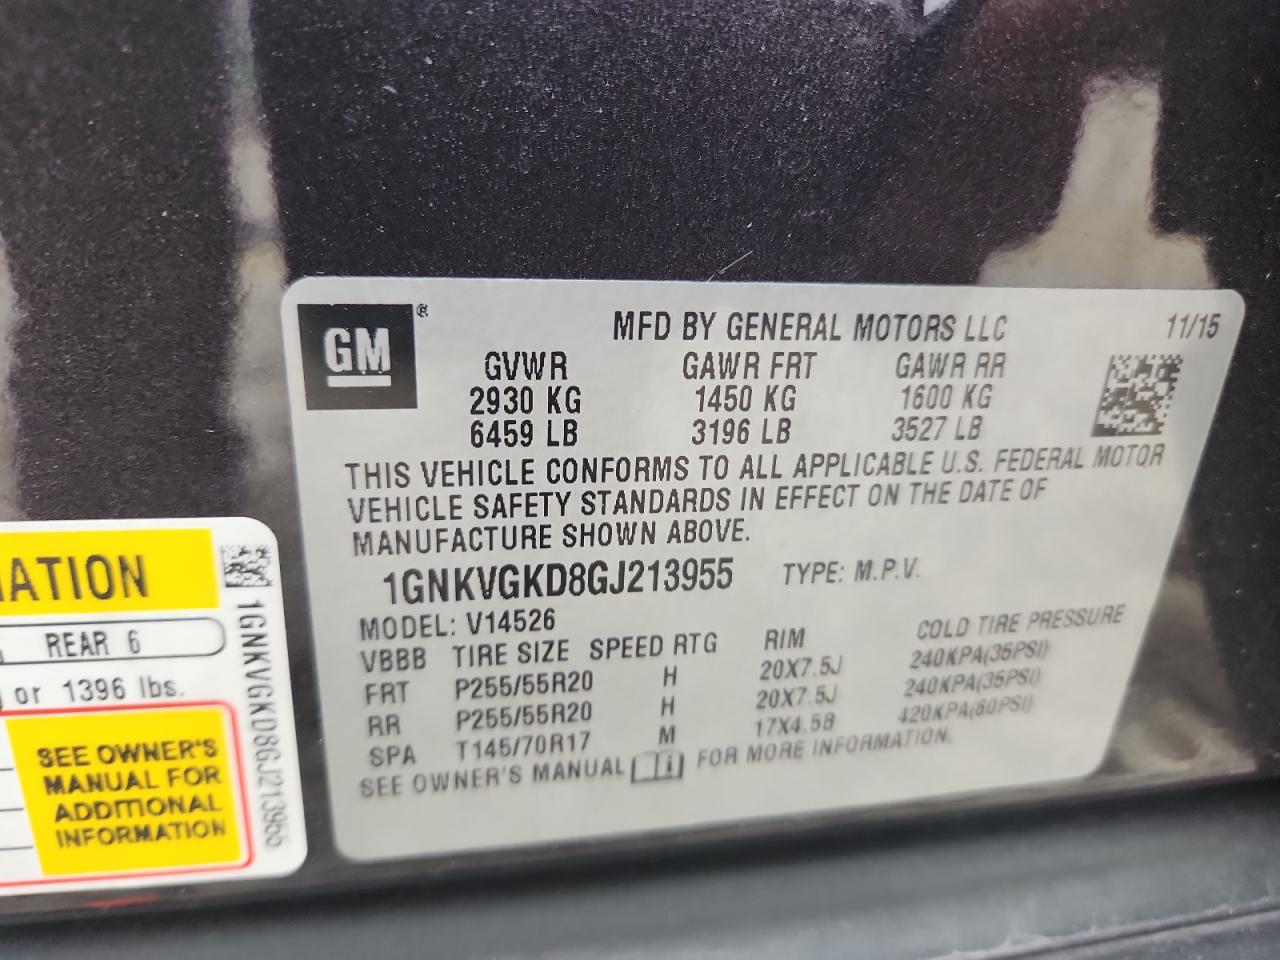 GM
®
MFD BY GENERAL MOTORS LLC 11/15
GVWR GAWR FRT GAWR RR
2930 KG 1450 KG 1600 KG
6459 LB 3196 LB 3527 LB
THIS VEHICLE CONFORMS TO ALL APPLICABLE U.S. FEDERAL MOTOR
VEHICLE SAFETY STANDARDS IN EFFECT ON THE DATE OF
MANUFACTURE SHOWN ABOVE.
1GNKVGKD8GJ213955 TYPE: M.P.V.
MODEL: V14526
VBBB TIRE SIZE SPEED RTG RIM COLD TIRE PRESSURE
FRT P255/55R20 H 20X7.5J 240KPA(35PSI)
RR P255/55R20 H 20X7.5J 240KPA(35PSI)
SPA T145/70R17 M 17X4.5B 420KPA(60PSI)
SEE OWNER'S MANUAL FOR MORE INFORMATION.
MATION
REAR 6
or 1396 lbs.
SEE OWNER'S
MANUAL FOR
ADDITIONAL
INFORMATION
1GNKVGKD8GJ213955